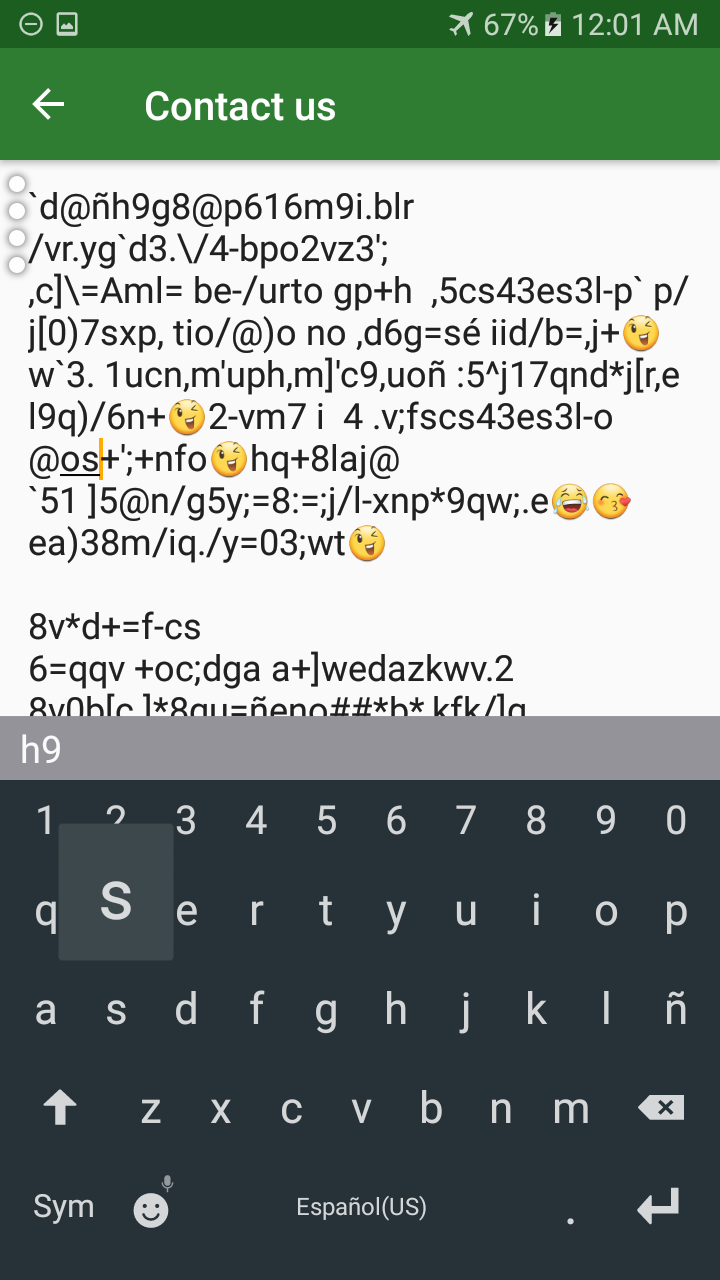 67% 12:01 AM
Contact us
`d@ñh9g8@p616m9i.blr
/vr.yg`d3.\/4-bpo2vz3';
,c]\=Aml= be-/urto gp+h  ,5cs43es3l-p` p/
j[0)7sxp, tio/@)o no ,d6g=sé iid/b=,j+😉
w`3. 1ucn,m'uph,m]'c9,uoñ :5^j17qnd*j[r,e
l9q)/6n+😉2-vm7 i  4 .v;fscs43es3l-o
@os+';+nfo😉hq+8laj@
`51 ]5@n/g5y;=8:=;j/l-xnp*9qw;.e😂😙
ea)38m/iq./y=03;wt😉
8v*d+=f-cs
6=qqv +oc;dga a+]wedazkwv.2
h9
1 2 3 4 5 6 7 8 9 0
q S e r t y u i o p
a s d f g h j k l ñ
z x c v b n m
Sym Español(US) .